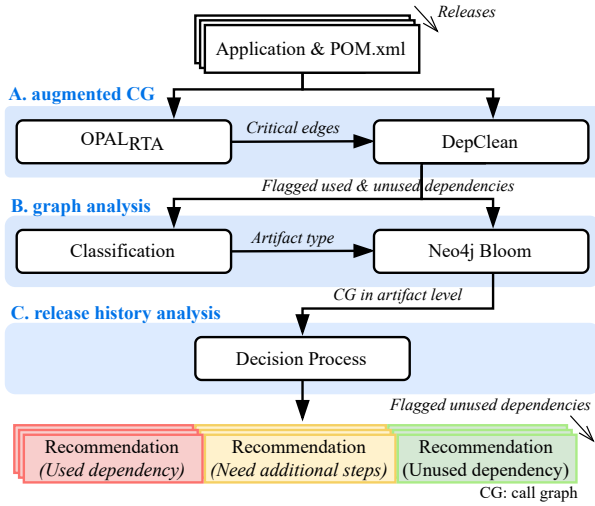 Releases
Application & POM.xml
A. augmented CG
OPALRTA
Critical edges
DepClean
Flagged used & unused dependencies
B. graph analysis
Classification
Artifact type
Neo4j Bloom
CG in artifact level
C. release history analysis
Decision Process
Flagged unused dependencies
Recommendation
(Used dependency)
Recommendation
(Need additional steps)
Recommendation
(Unused dependency)
CG: call graph